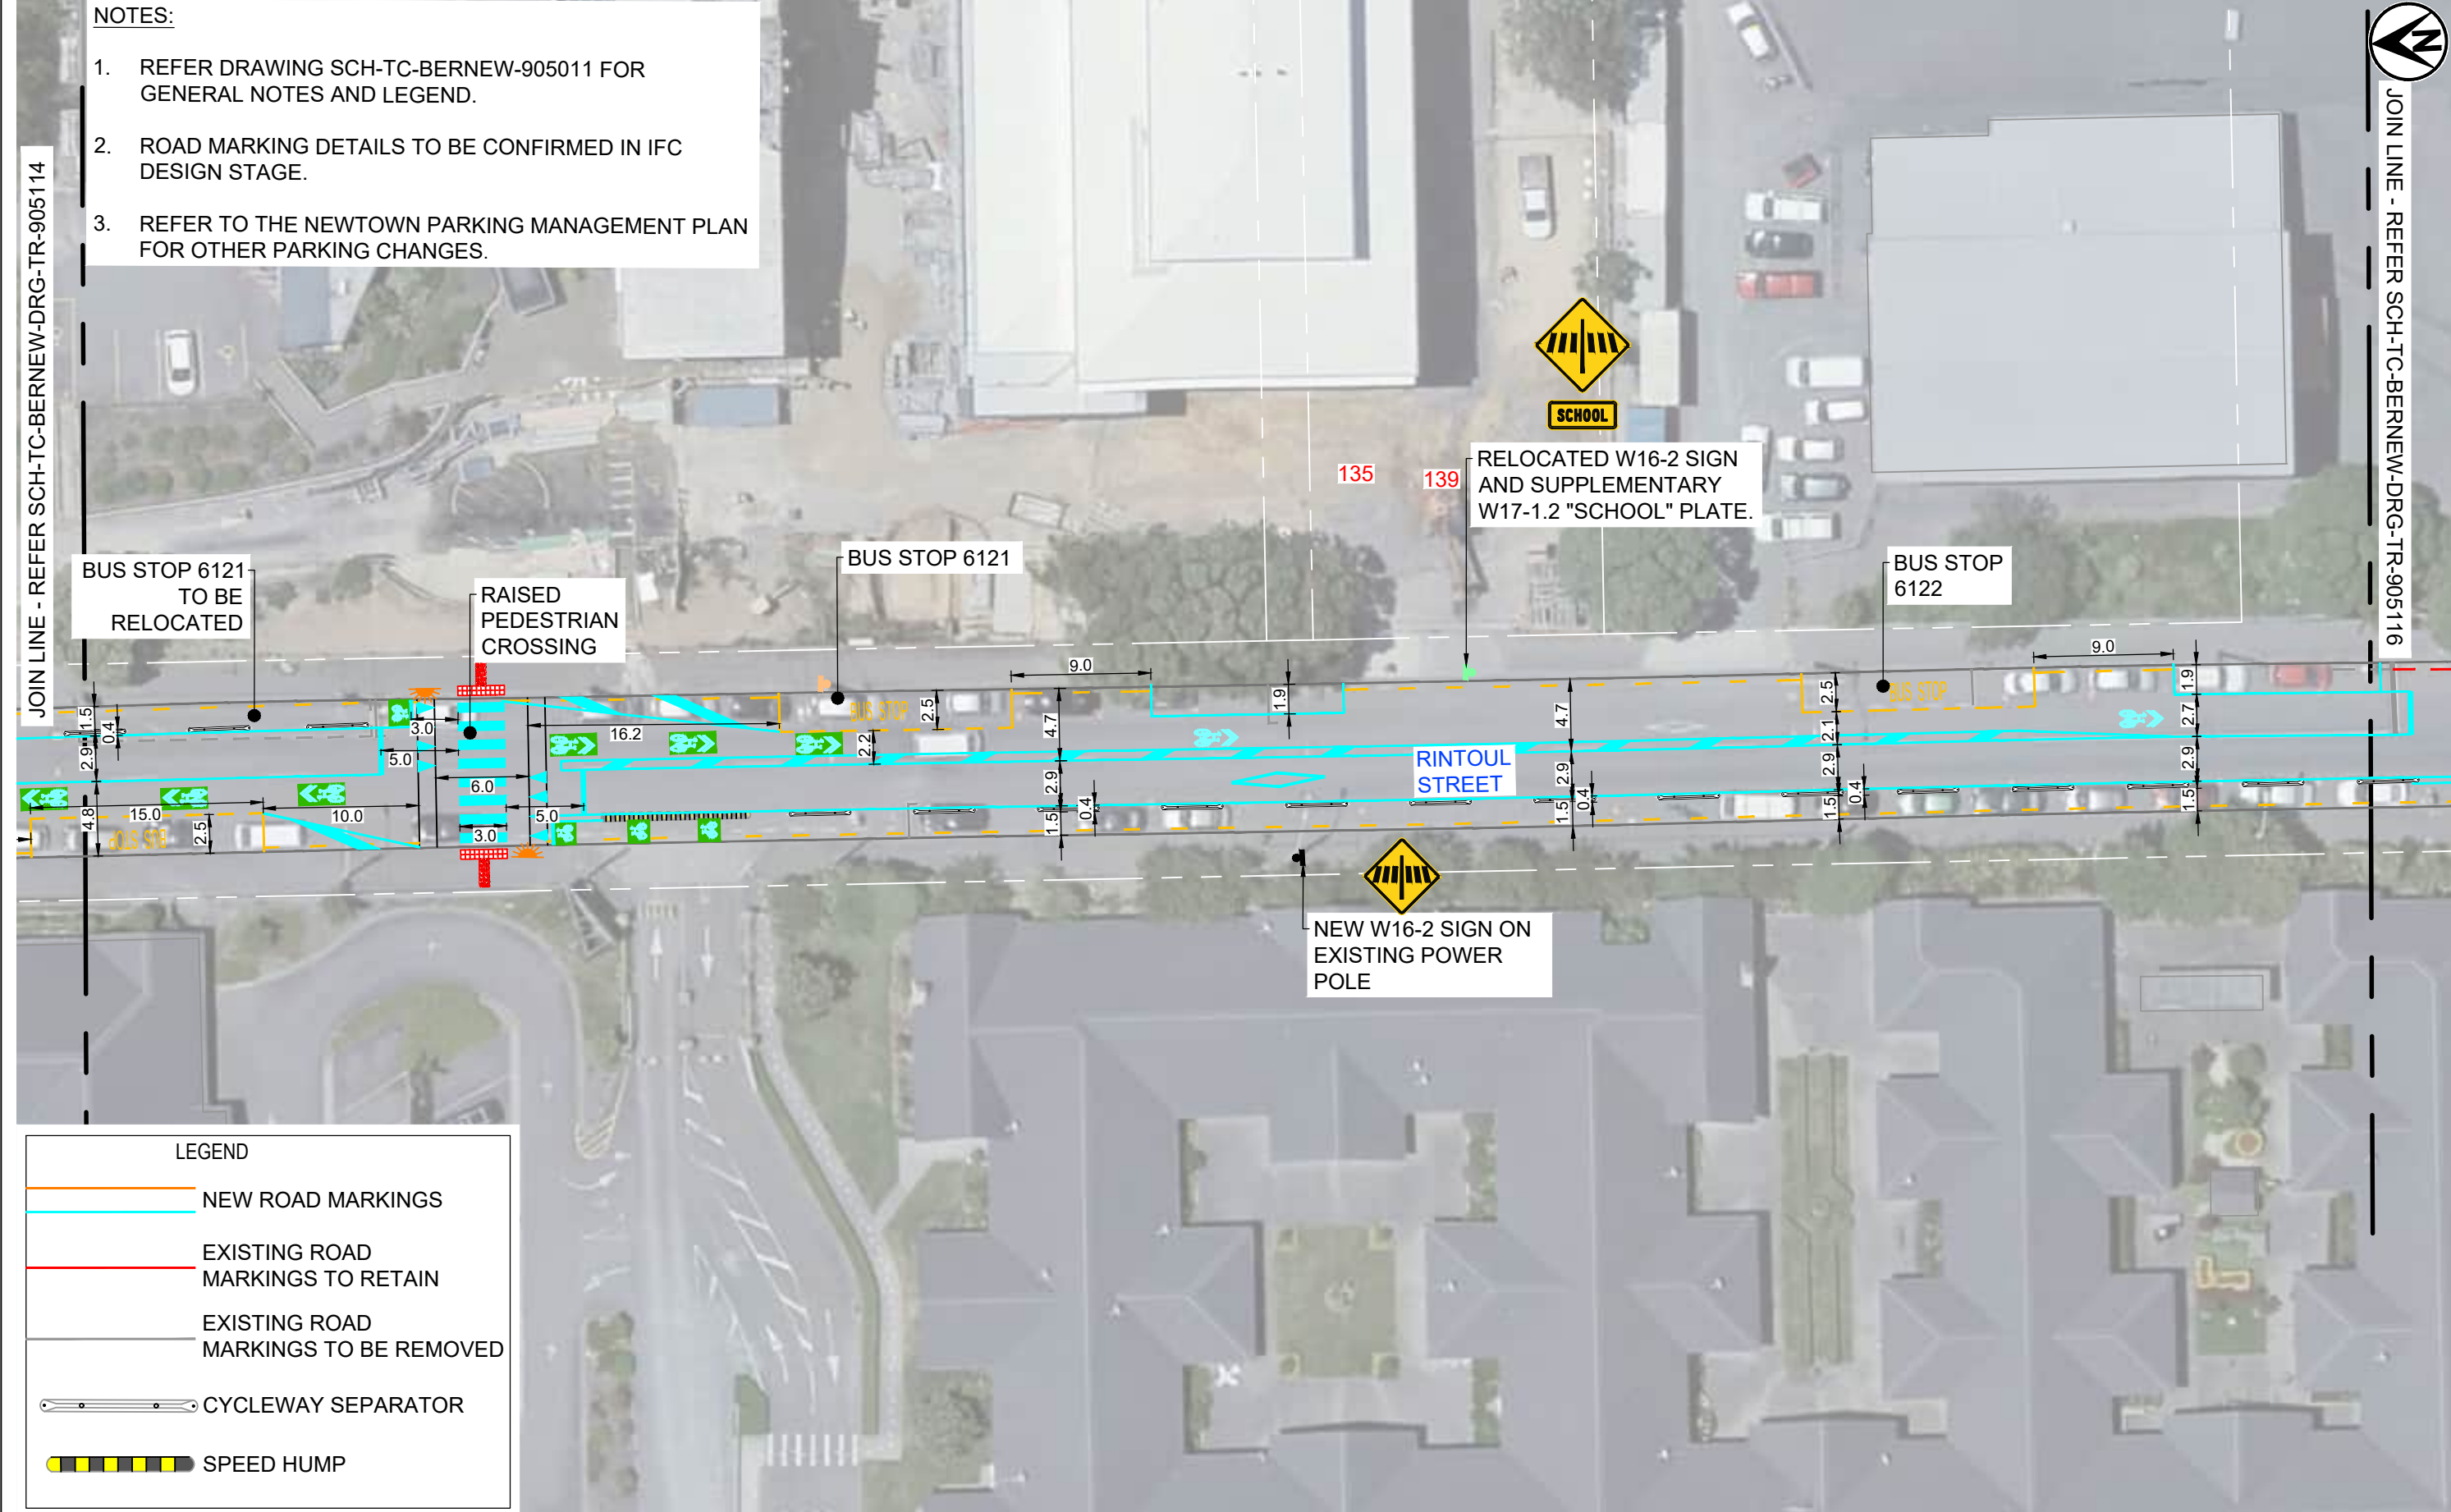 NOTES:
1. REFER DRAWING SCH-TC-BERNEW-905011 FOR
GENERAL NOTES AND LEGEND.
2. ROAD MARKING DETAILS TO BE CONFIRMED IN IFC
DESIGN STAGE.
3. REFER TO THE NEWTOWN PARKING MANAGEMENT PLAN
FOR OTHER PARKING CHANGES.
N
JOIN LINE - REFER SCH-TC-BERNEW-DRG-TR-905114
JOIN LINE - REFER SCH-TC-BERNEW-DRG-TR-905116
SCHOOL
135
139
RELOCATED W16-2 SIGN
AND SUPPLEMENTARY
W17-1.2 "SCHOOL" PLATE.
BUS STOP 6121
TO BE
RELOCATED
RAISED
PEDESTRIAN
CROSSING
BUS STOP 6121
BUS STOP
6122
9.0
9.0
1.5
0.4
2.9
3.0
5.0
16.2
BUS STOP
2.5
2.2
4.7
1.9
4.7
2.5
BUS STOP
2.1
1.9
2.7
6.0
2.9
2.9
2.9
2.9
RINTOUL
STREET
15.0
10.0
4.8
BUS STOP
2.5
3.0
5.0
1.5
0.4
1.5
0.4
1.5
0.4
1.5
NEW W16-2 SIGN ON
EXISTING POWER
POLE
LEGEND
NEW ROAD MARKINGS
EXISTING ROAD
MARKINGS TO RETAIN
EXISTING ROAD
MARKINGS TO BE REMOVED
CYCLEWAY SEPARATOR
SPEED HUMP